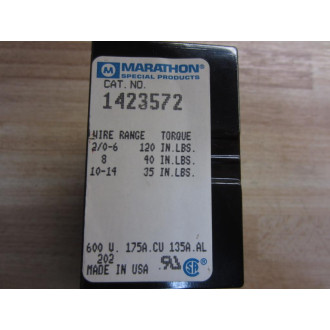 MARATHON®
SPECIAL PRODUCTS
CAT. NO.
1423572
WIRE RANGE TORQUE
2/0-6 120 IN.LBS.
8 40 IN.LBS.
10-14 35 IN.LBS.
600 V. 175A.CU 135A.AL
202
MADE IN USA